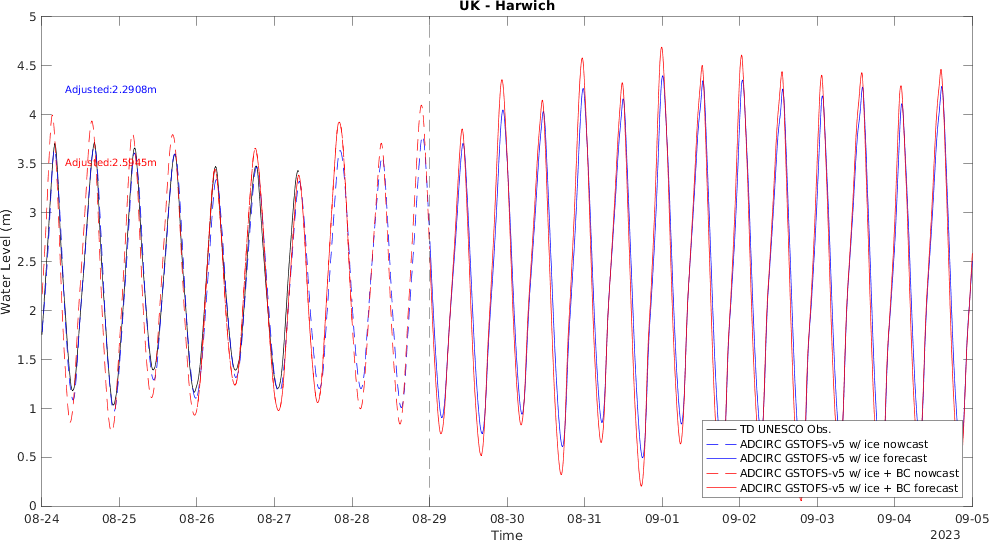 UK - Harwich
5
4.5
4
3.5
3
2.5
2
1.5
1
0.5
0
Water Level (m)
Adjusted:2.2908m
Adjusted:2.5945m
TD UNESCO Obs.
ADCIRC GSTOFS-v5 w/ ice nowcast
ADCIRC GSTOFS-v5 w/ ice forecast
ADCIRC GSTOFS-v5 w/ ice + BC nowcast
ADCIRC GSTOFS-v5 w/ ice + BC forecast
08-24 08-25 08-26 08-27 08-28 08-29 08-30 08-31 09-01 09-02 09-03 09-04 09-05
Time
2023